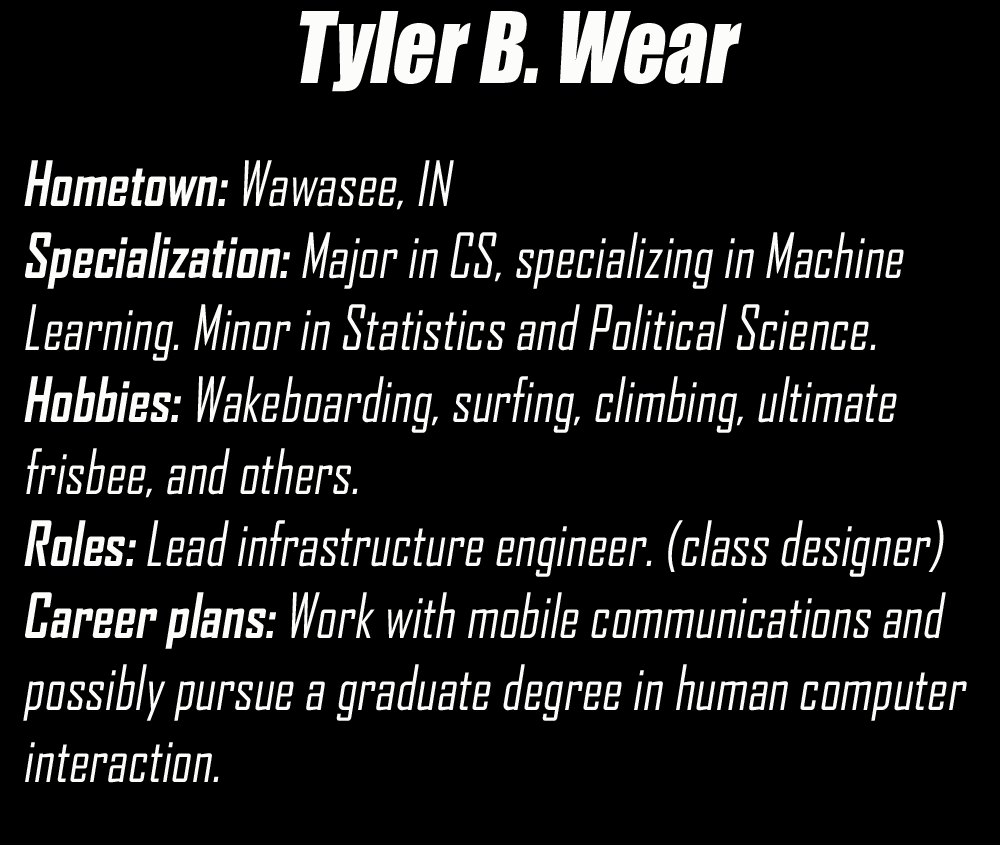 Tyler B. Wear
Hometown: Wawasee, IN
Specialization: Major in CS, specializing in Machine
Learning. Minor in Statistics and Political Science.
Hobbies: Wakeboarding, surfing, climbing, ultimate
frisbee, and others.
Roles: Lead infrastructure engineer. (class designer)
Career plans: Work with mobile communications and
possibly pursue a graduate degree in human computer
interaction.